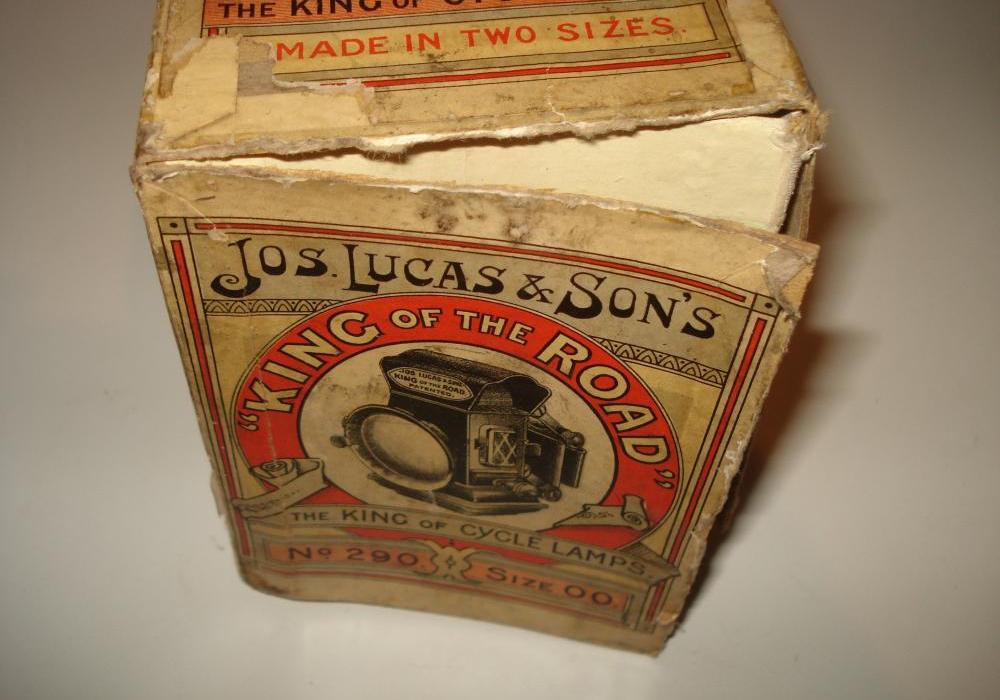 THE KING OF
MADE IN TWO SIZES.
JOS. LUCAS & SON'S
"KING OF THE ROAD"
JOS. LUCAS & SON'S
KING OF THE ROAD
PATENTED
THE KING OF CYCLE LAMPS.
No 290. SIZE 00.